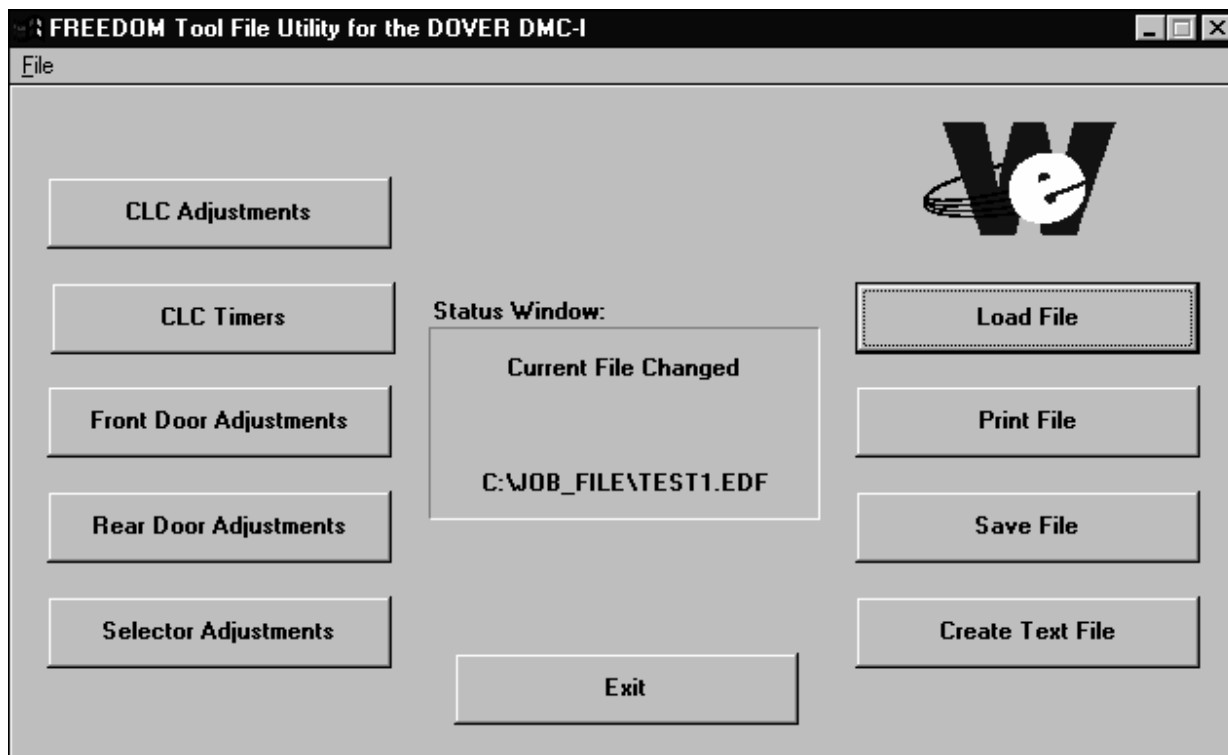 FREEDOM Tool File Utility for the DOVER DMC-I
File
We
CLC Adjustments
CLC Timers
Front Door Adjustments
Rear Door Adjustments
Selector Adjustments
Status Window:
Current File Changed
C:\JOB_FILE\TEST1.EDF
Exit
Load File
Print File
Save File
Create Text File